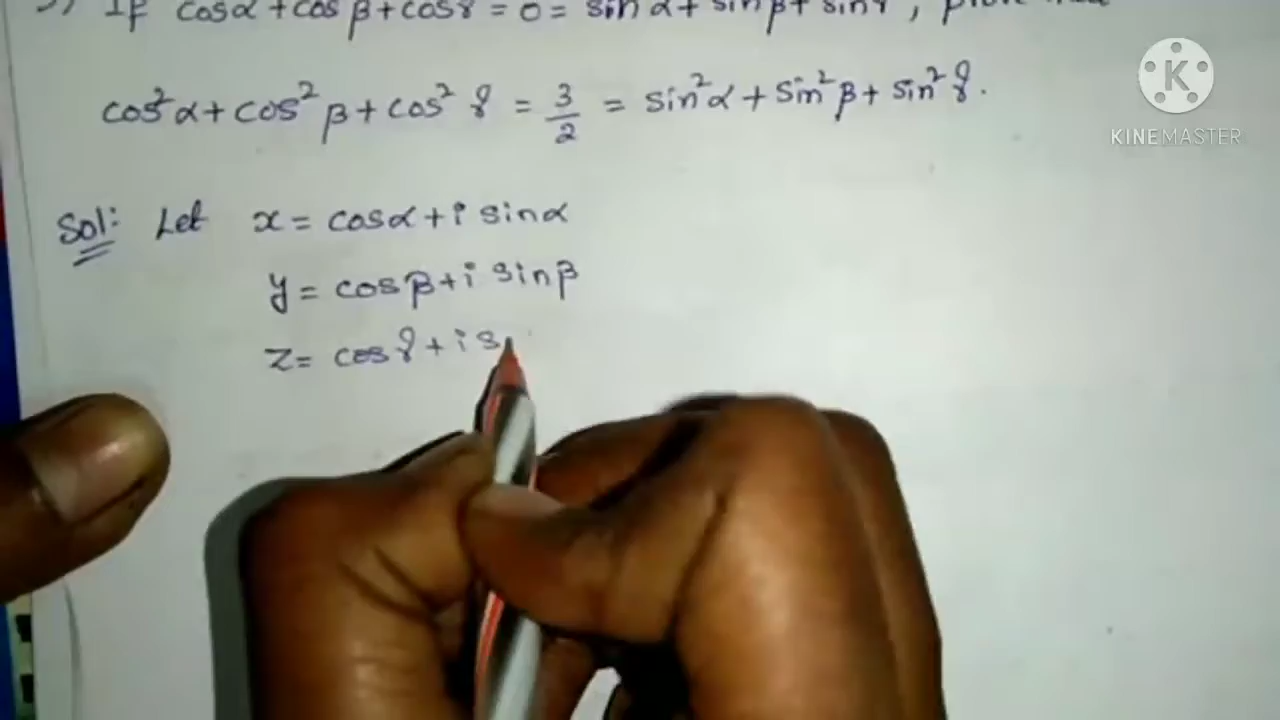 If cosα + cosβ + cosγ = 0 = sinα + sinβ + sinγ,
cos²α + cos²β + cos²γ = 3/2 = sin²α + sin²β + sin²γ.
Sol: Let x = cosα + i sinα
y = cosβ + i sinβ
z = cosγ + i s
KINEMASTER